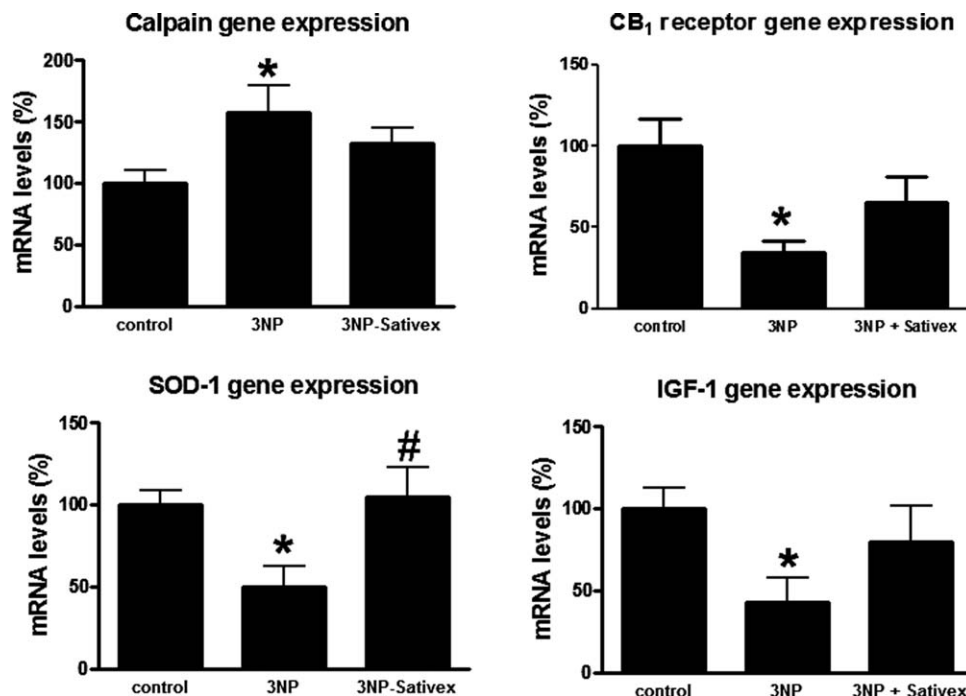 Calpain gene expression
mRNA levels (%)
200
150
100
50
0
*
control 3NP 3NP-Sativex
CB₁ receptor gene expression
mRNA levels (%)
150
100
50
0
*
control 3NP 3NP + Sativex
SOD-1 gene expression
mRNA levels (%)
150
100
50
0
*
#
control 3NP 3NP-Sativex
IGF-1 gene expression
mRNA levels (%)
150
100
50
0
*
control 3NP 3NP + Sativex